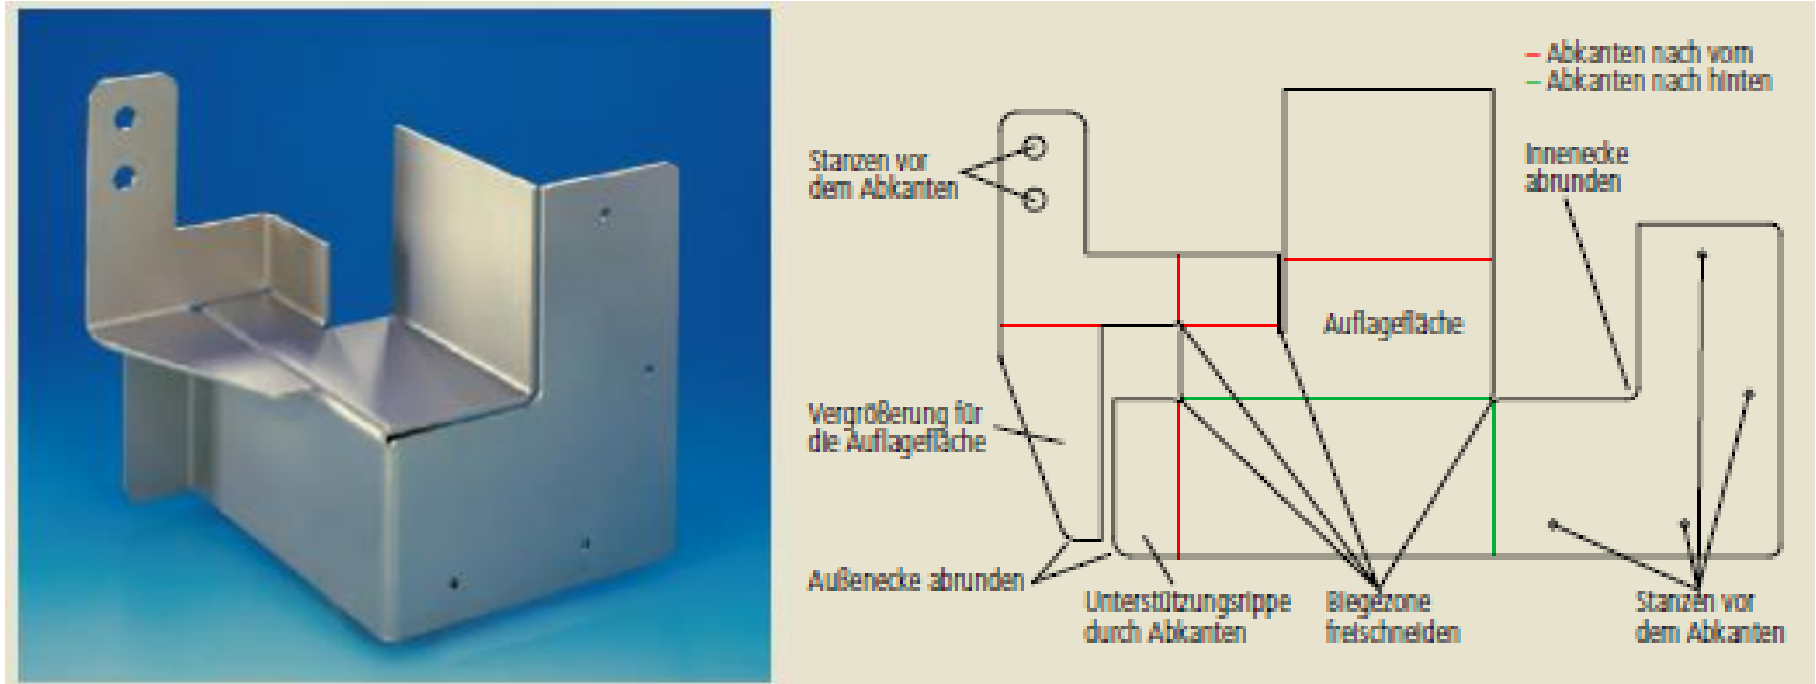 – Abkanten nach vorn
– Abkanten nach hinten
Stanzen vor
dem Abkanten
Innenecke
abrunden
Auflagefläche
Vergrößerung für
die Auflagefläche
Außenecke abrunden
Unterstützungsrippe
durch Abkanten
Biegezone
freischneiden
Stanzen vor
dem Abkanten